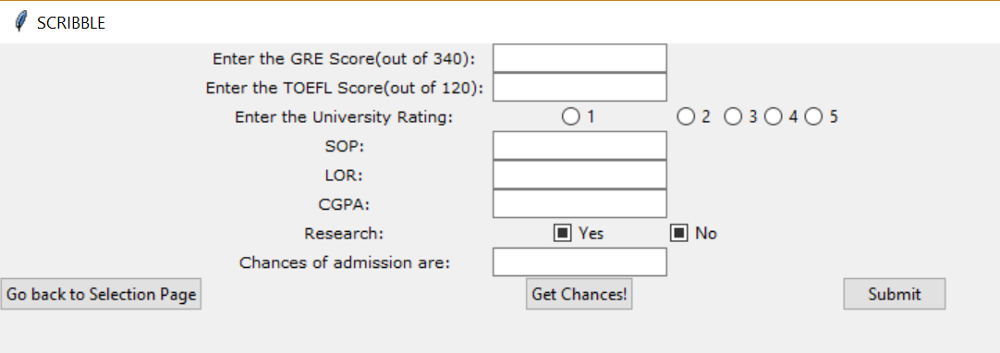 SCRIBBLE
Enter the GRE Score(out of 340):
Enter the TOEFL Score(out of 120):
Enter the University Rating: 1 2 3 4 5
SOP:
LOR:
CGPA:
Research: Yes No
Chances of admission are:
Go back to Selection Page Get Chances! Submit